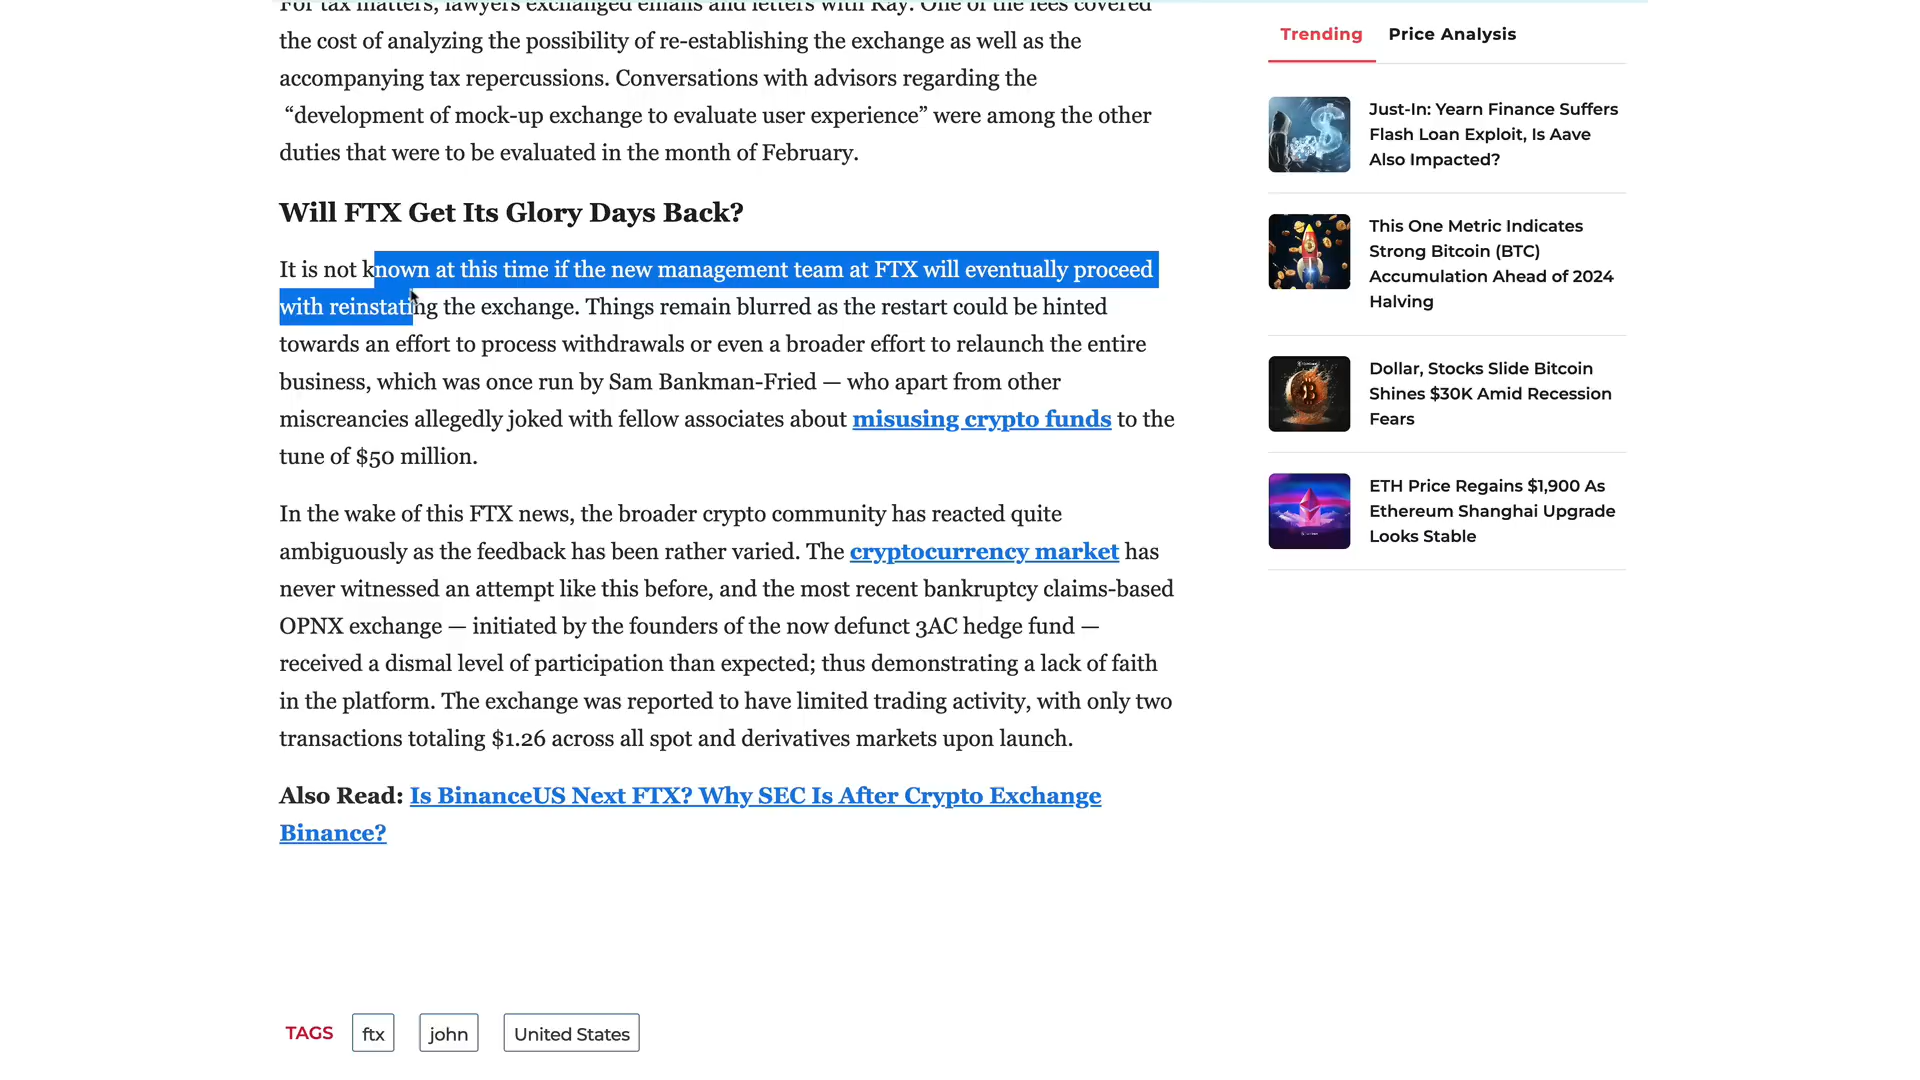 For tax matters, lawyers exchanged emails and letters with Ray. One of the fees covered
the cost of analyzing the possibility of re-establishing the exchange as well as the
accompanying tax repercussions. Conversations with advisors regarding the
“development of mock-up exchange to evaluate user experience” were among the other
duties that were to be evaluated in the month of February.
Will FTX Get Its Glory Days Back?
It is not known at this time if the new management team at FTX will eventually proceed
with reinstating the exchange. Things remain blurred as the restart could be hinted
towards an effort to process withdrawals or even a broader effort to relaunch the entire
business, which was once run by Sam Bankman-Fried — who apart from other
miscreancies allegedly joked with fellow associates about misusing crypto funds to the
tune of $50 million.
In the wake of this FTX news, the broader crypto community has reacted quite
ambiguously as the feedback has been rather varied. The cryptocurrency market has
never witnessed an attempt like this before, and the most recent bankruptcy claims-based
OPNX exchange — initiated by the founders of the now defunct 3AC hedge fund —
received a dismal level of participation than expected; thus demonstrating a lack of faith
in the platform. The exchange was reported to have limited trading activity, with only two
transactions totaling $1.26 across all spot and derivatives markets upon launch.
Also Read: Is BinanceUS Next FTX? Why SEC Is After Crypto Exchange
Binance?
TAGS ftx john United States
Trending Price Analysis
Just-In: Yearn Finance Suffers
Flash Loan Exploit, Is Aave
Also Impacted?
This One Metric Indicates
Strong Bitcoin (BTC)
Accumulation Ahead of 2024
Halving
Dollar, Stocks Slide Bitcoin
Shines $30K Amid Recession
Fears
ETH Price Regains $1,900 As
Ethereum Shanghai Upgrade
Looks Stable